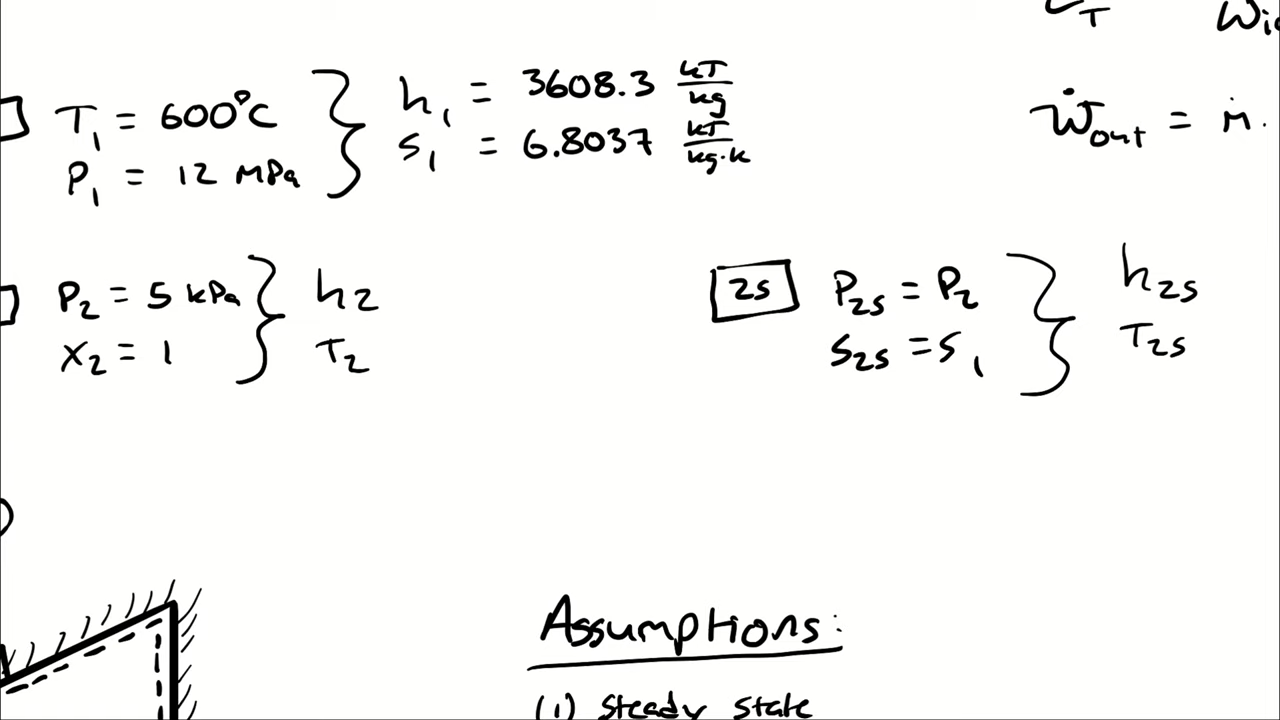 T₁ = 600°C } h₁ = 3608.3 kJ/kg
P₁ = 12 MPa } s₁ = 6.8037 kJ/kg·K
Ẇout = ṁ.
P₂ = 5 kPa } h₂
x₂ = 1 } T₂
2s
P₂s = P₂ } h₂s
s₂s = s₁ } T₂s
Assumptions:
(1) steady state